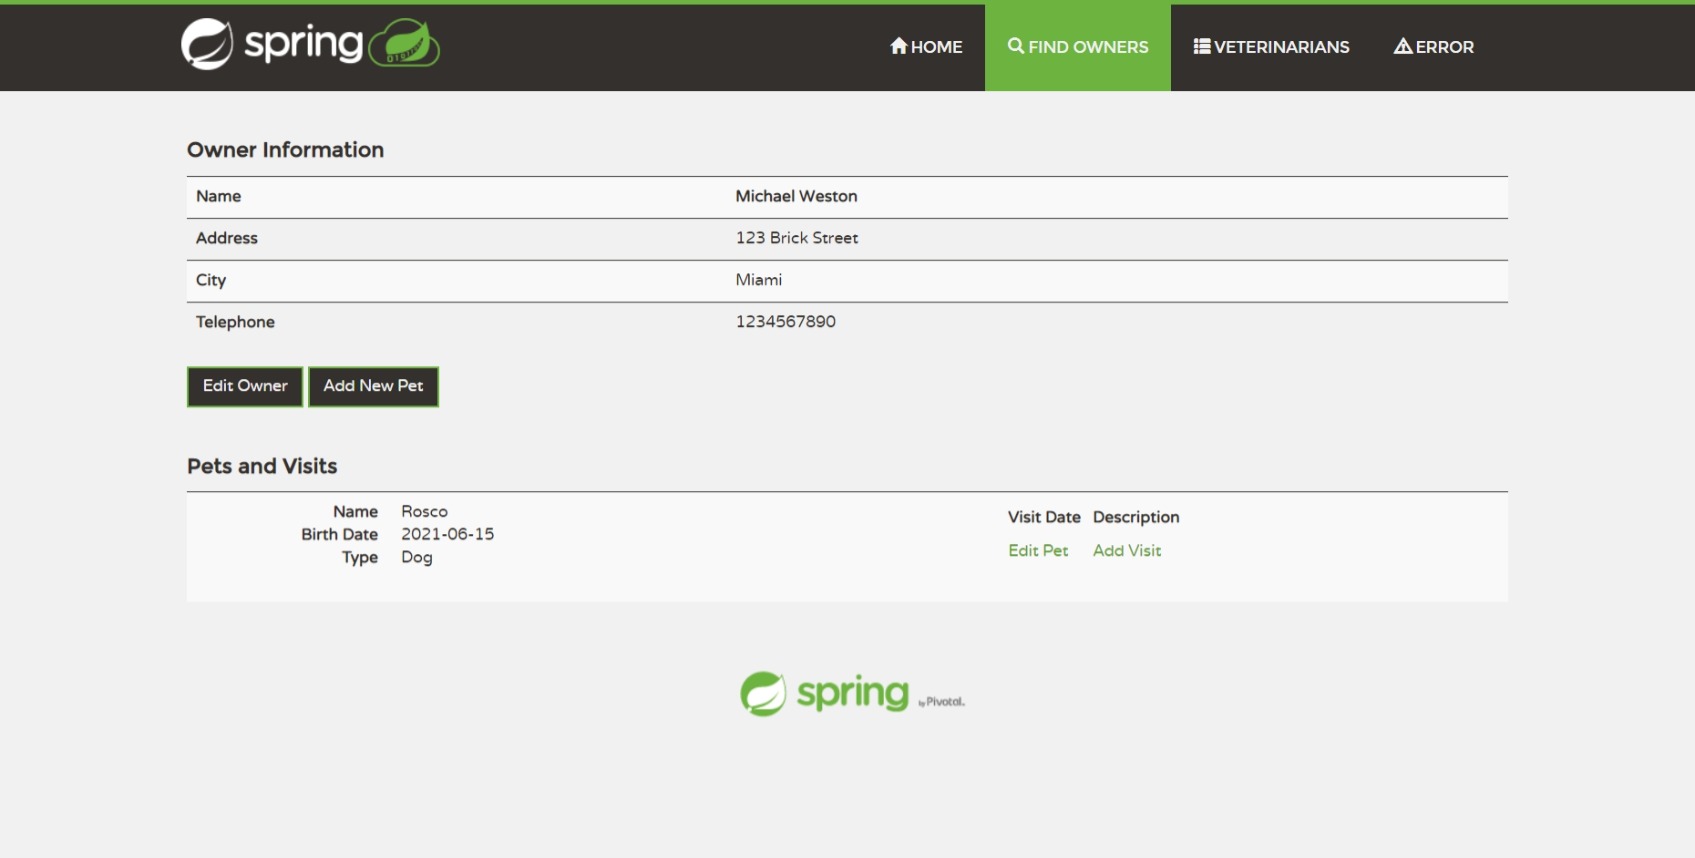 spring HOME FIND OWNERS VETERINARIANS ERROR
Owner Information
Name Michael Weston
Address 123 Brick Street
City Miami
Telephone 1234567890
Edit Owner Add New Pet
Pets and Visits
Name Rosco
Birth Date 2021-06-15
Type Dog
Visit Date Description
Edit Pet Add Visit
spring by Pivotal.